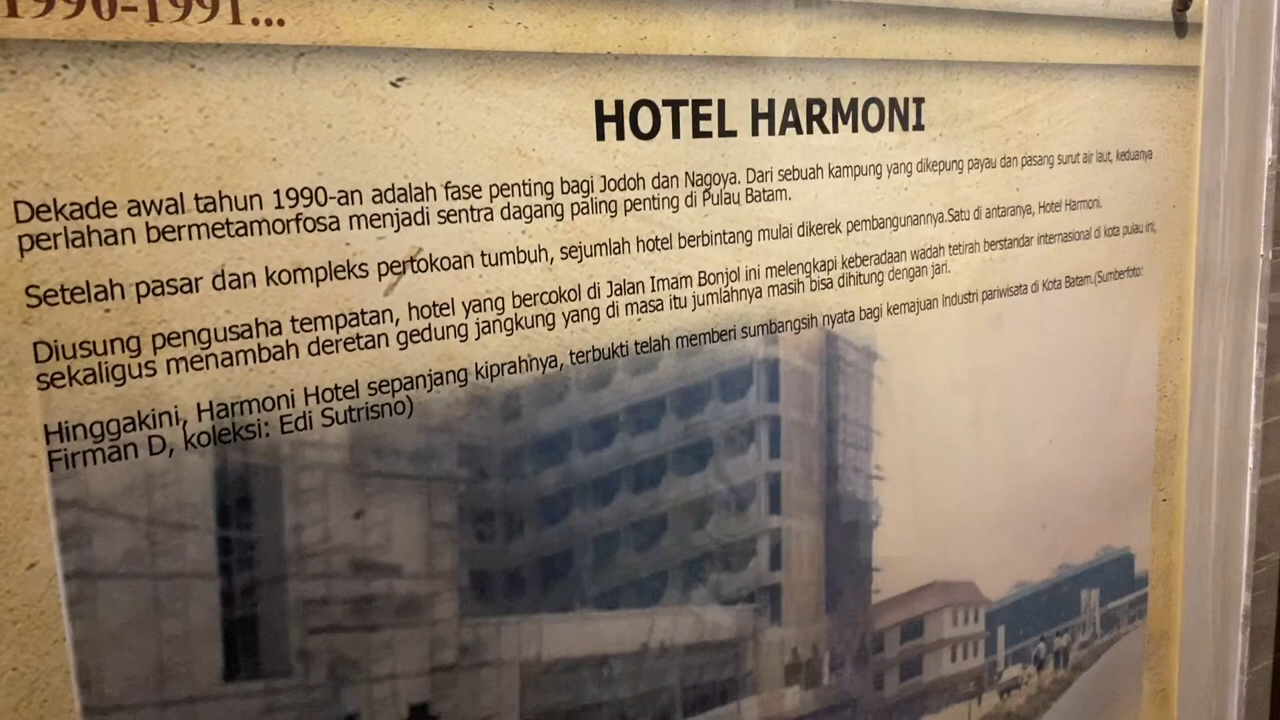 1990-1991...
HOTEL HARMONI
Dekade awal tahun 1990-an adalah fase penting bagi Jodoh dan Nagoya. Dari sebuah kampung yang dikepung payau dan pasang surut air laut, keduanya
perlahan bermetamorfosa menjadi sentra dagang paling penting di Pulau Batam.
Setelah pasar dan kompleks pertokoan tumbuh, sejumlah hotel berbintang mulai dikerek pembangunannya.Satu di antaranya, Hotel Harmoni.
Diusung pengusaha tempatan, hotel yang bercokol di Jalan Imam Bonjol ini melengkapi keberadaan wadah tetirah berstandar internasional di kota pulau ini,
sekaligus menambah deretan gedung jangkung yang di masa itu jumlahnya masih bisa dihitung dengan jari.
Hinggakini, Harmoni Hotel sepanjang kiprahnya, terbukti telah memberi sumbangsih nyata bagi kemajuan Industri pariwisata di Kota Batam.(Sumberfoto:
Firman D, koleksi: Edi Sutrisno)